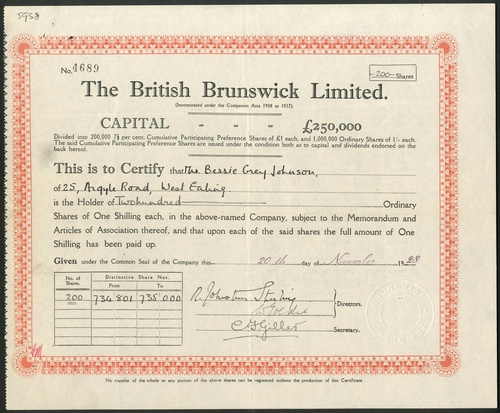 5958
No. 4689
200 Shares
The British Brunswick Limited.
(Incorporated under the Companies Acts 1908 to 1917).
CAPITAL - - - £250,000
Divided into 200,000 7½ per cent. Cumulative Participating Preference Shares of £1 each, and 1,000,000 Ordinary Shares of 1/- each.
The said Cumulative Participating Preference Shares are issued under the condition both as to capital and dividends endorsed on the
back hereof.
This is to Certify that Bessie Grey Johnson,
of 25, Argyle Road, West Ealing.
is the Holder of Two hundred Ordinary
Shares of One Shilling each, in the above-named Company, subject to the Memorandum and
Articles of Association thereof, and that upon each of the said shares the full amount of One
Shilling has been paid up.
Given under the Common Seal of the Company this 20th day of November 1928
No. of Shares Distinctive Share Nos.
From To
200 734801 735000
R. Johnston Stirling
Directors.
C. F. Gillet
Secretary.
No transfer of the whole or any portion of the above shares can be registered without the production of this Certificate